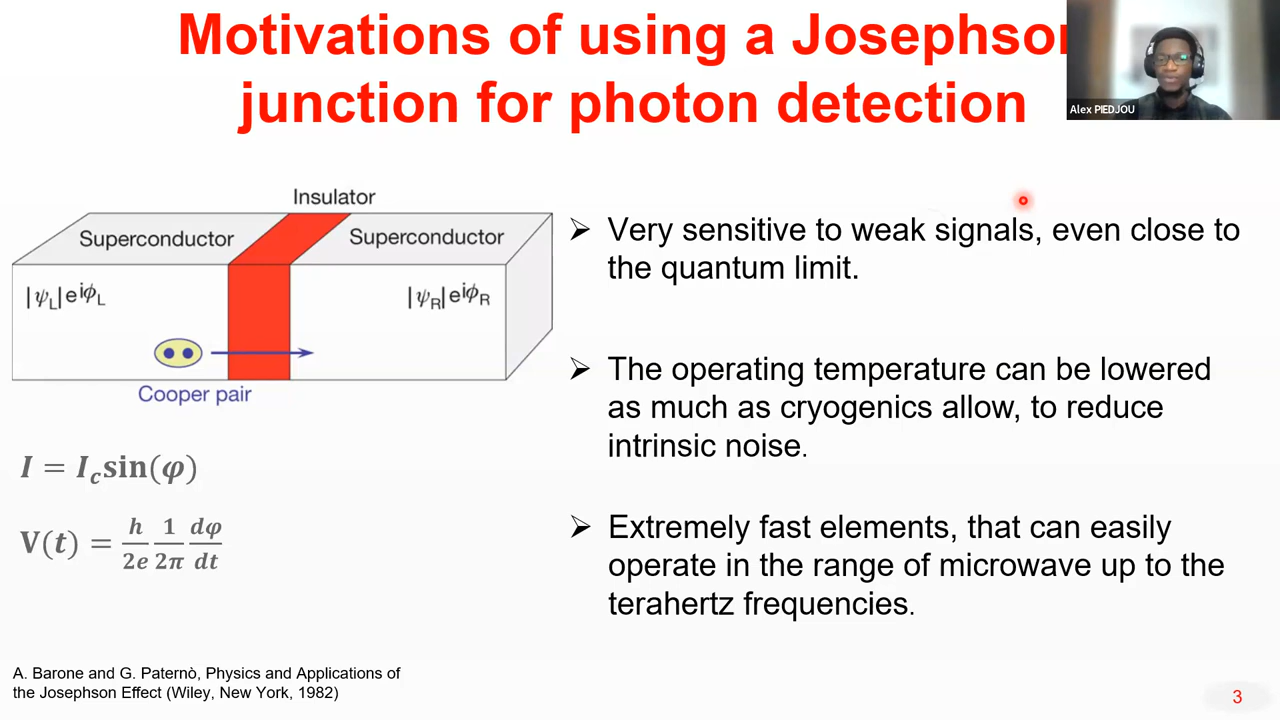 Motivations of using a Josephson
junction for photon detection
Alex PIEDJOU
Insulator
Superconductor
Superconductor
|ψ_L|e^{iϕ_L}
|ψ_R|e^{iϕ_R}
Cooper pair
I = I_c sin(φ)
V(t) = \frac{h}{2e} \frac{1}{2π} \frac{dφ}{dt}
➢ Very sensitive to weak signals, even close to
the quantum limit.
➢ The operating temperature can be lowered
as much as cryogenics allow, to reduce
intrinsic noise.
➢ Extremely fast elements, that can easily
operate in the range of microwave up to the
terahertz frequencies.
A. Barone and G. Paternò, Physics and Applications of
the Josephson Effect (Wiley, New York, 1982)
3